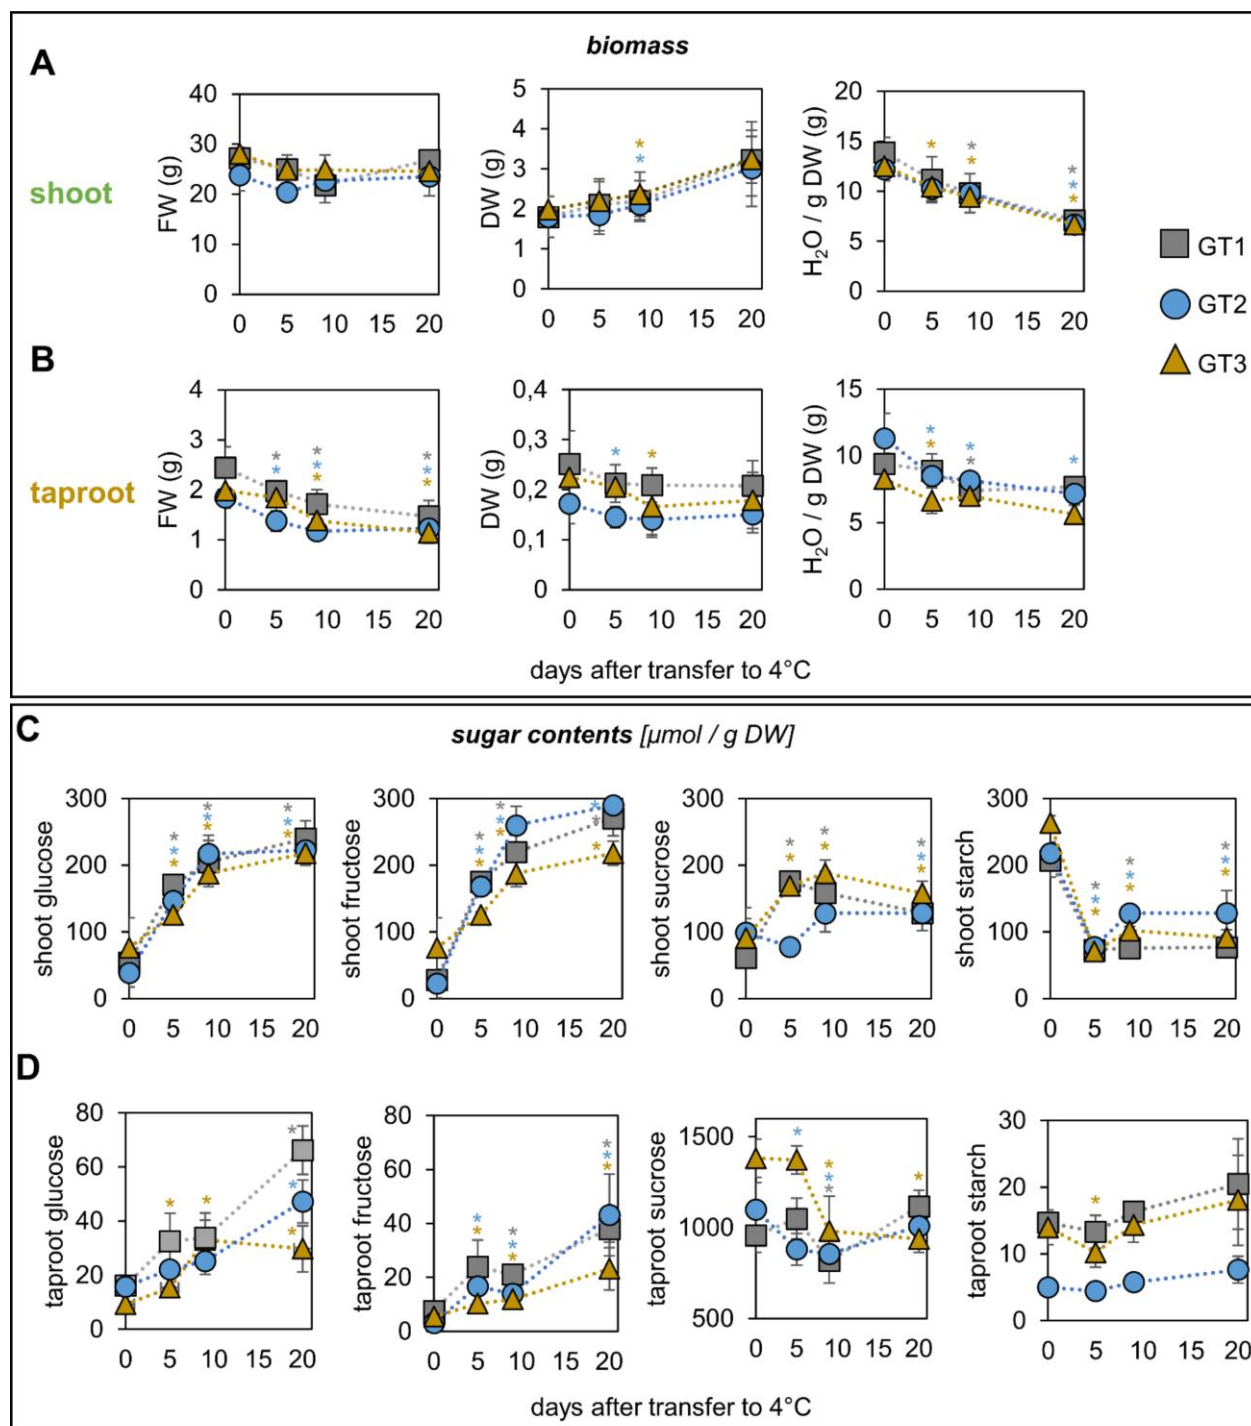 A
biomass
shoot
FW (g)
40
30
20
10
0
0 5 10 15 20
DW (g)
5
4
3
2
1
0
0 5 10 15 20
H₂O / g DW (g)
20
15
10
5
0
0 5 10 15 20
GT1
GT2
GT3
B
taproot
FW (g)
4
3
2
1
0
0 5 10 15 20
DW (g)
0,4
0,3
0,2
0,1
0
0 5 10 15 20
H₂O / g DW (g)
15
10
5
0
0 5 10 15 20
days after transfer to 4°C
C
sugar contents [µmol / g DW]
shoot glucose
300
200
100
0
0 5 10 15 20
shoot fructose
300
200
100
0
0 5 10 15 20
shoot sucrose
300
200
100
0
0 5 10 15 20
shoot starch
300
200
100
0
0 5 10 15 20
D
taproot glucose
80
60
40
20
0
0 5 10 15 20
taproot fructose
80
60
40
20
0
0 5 10 15 20
taproot sucrose
1500
1000
500
0 5 10 15 20
taproot starch
30
20
10
0
0 5 10 15 20
days after transfer to 4°C